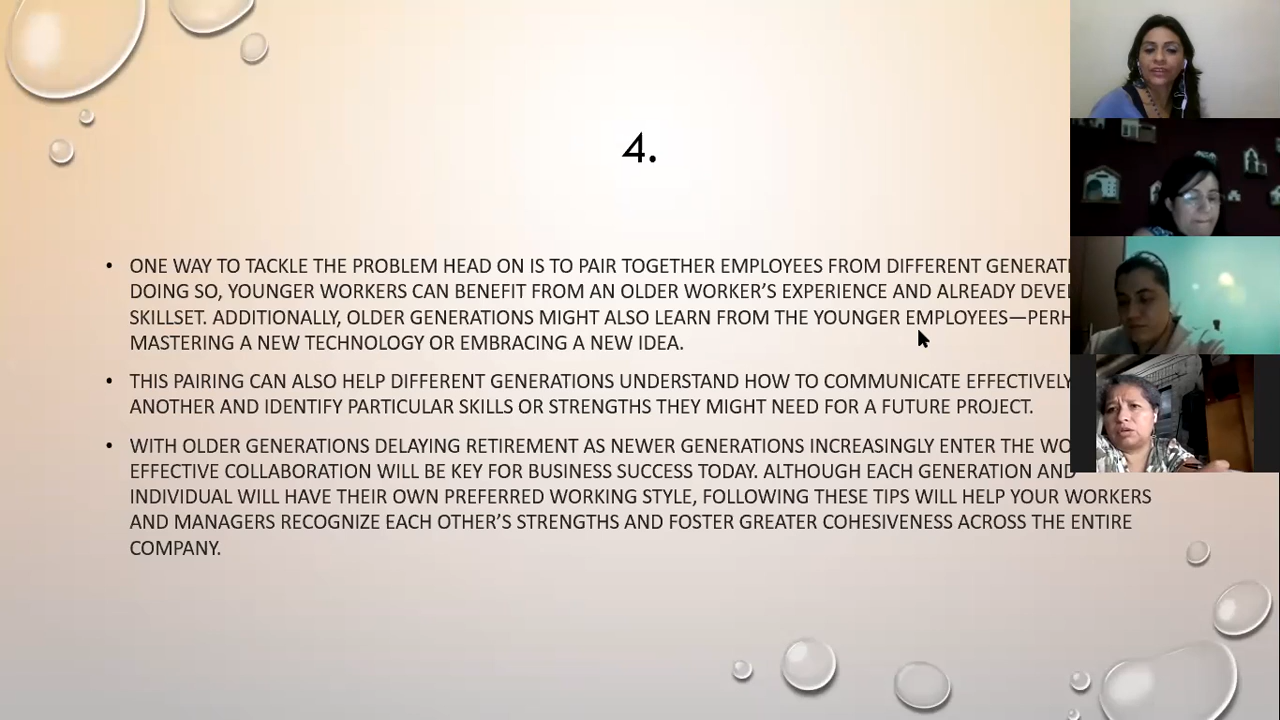 4.
• ONE WAY TO TACKLE THE PROBLEM HEAD ON IS TO PAIR TOGETHER EMPLOYEES FROM DIFFERENT
DOING SO, YOUNGER WORKERS CAN BENEFIT FROM AN OLDER WORKER’S EXPERIENCE AND ALREADY
SKILLSET. ADDITIONALLY, OLDER GENERATIONS MIGHT ALSO LEARN FROM THE YOUNGER EMPLOYEES—
MASTERING A NEW TECHNOLOGY OR EMBRACING A NEW IDEA.
• THIS PAIRING CAN ALSO HELP DIFFERENT GENERATIONS UNDERSTAND HOW TO COMMUNICATE EFFECTIVELY
ANOTHER AND IDENTIFY PARTICULAR SKILLS OR STRENGTHS THEY MIGHT NEED FOR A FUTURE PROJECT.
• WITH OLDER GENERATIONS DELAYING RETIREMENT AS NEWER GENERATIONS INCREASINGLY ENTER THE
EFFECTIVE COLLABORATION WILL BE KEY FOR BUSINESS SUCCESS TODAY. ALTHOUGH EACH GENERATION AND
INDIVIDUAL WILL HAVE THEIR OWN PREFERRED WORKING STYLE, FOLLOWING THESE TIPS WILL HELP YOUR WORKERS
AND MANAGERS RECOGNIZE EACH OTHER’S STRENGTHS AND FOSTER GREATER COHESIVENESS ACROSS THE ENTIRE
COMPANY.